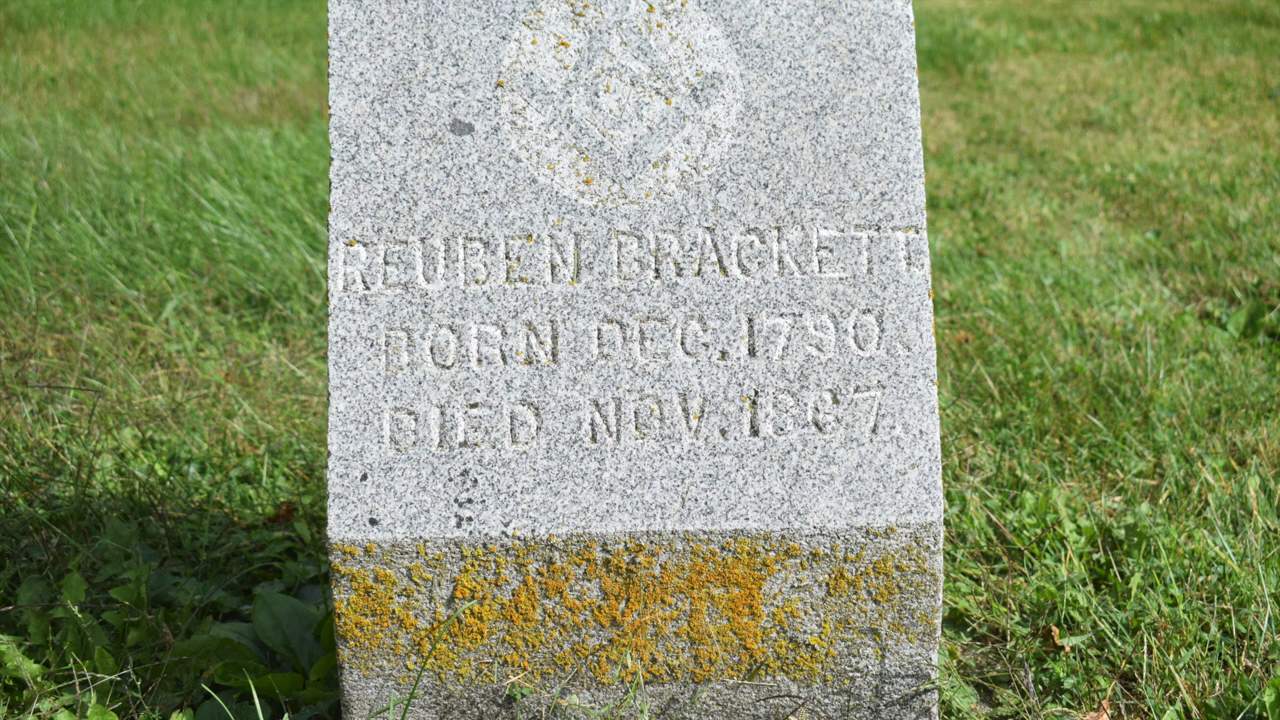 REUBEN BRACKETT
BORN DEC. 1790.
DIED NOV. 1867.